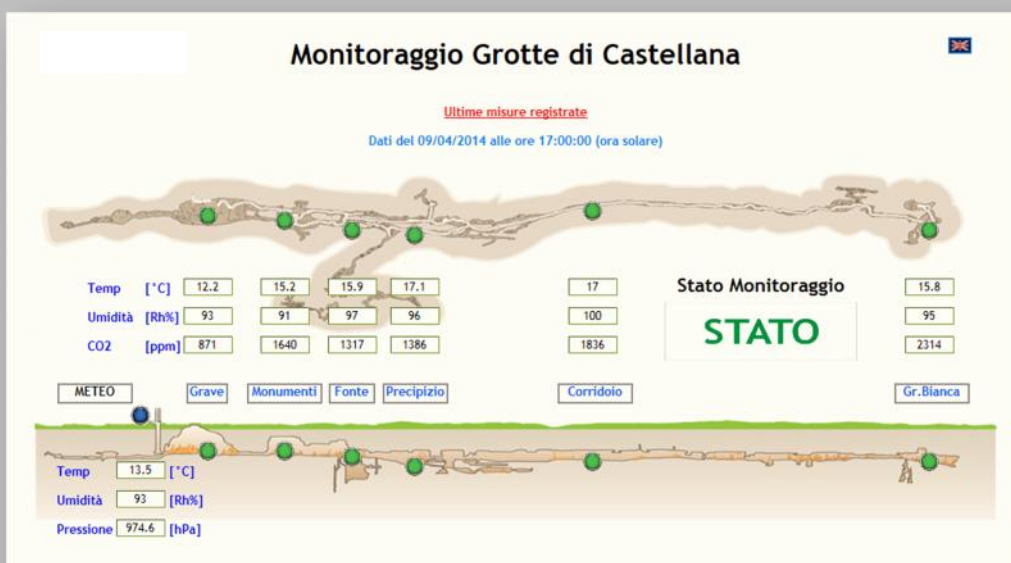 Monitoraggio Grotte di Castellana
Ultime misure registrate
Dati del 09/04/2014 alle ore 17:00:00 (ora solare)
Temp [°C] 12.2 15.2 15.9 17.1 17 Stato Monitoraggio 15.8
Umidità [Rh%] 93 91 97 96 100 STATO 95
CO2 [ppm] 871 1640 1317 1386 1836 2314
METEO Grave Monumenti Fonte Precipizio Corridoio Gr.Bianca
Temp 13.5 [°C]
Umidità 93 [Rh%]
Pressione 974.6 [hPa]